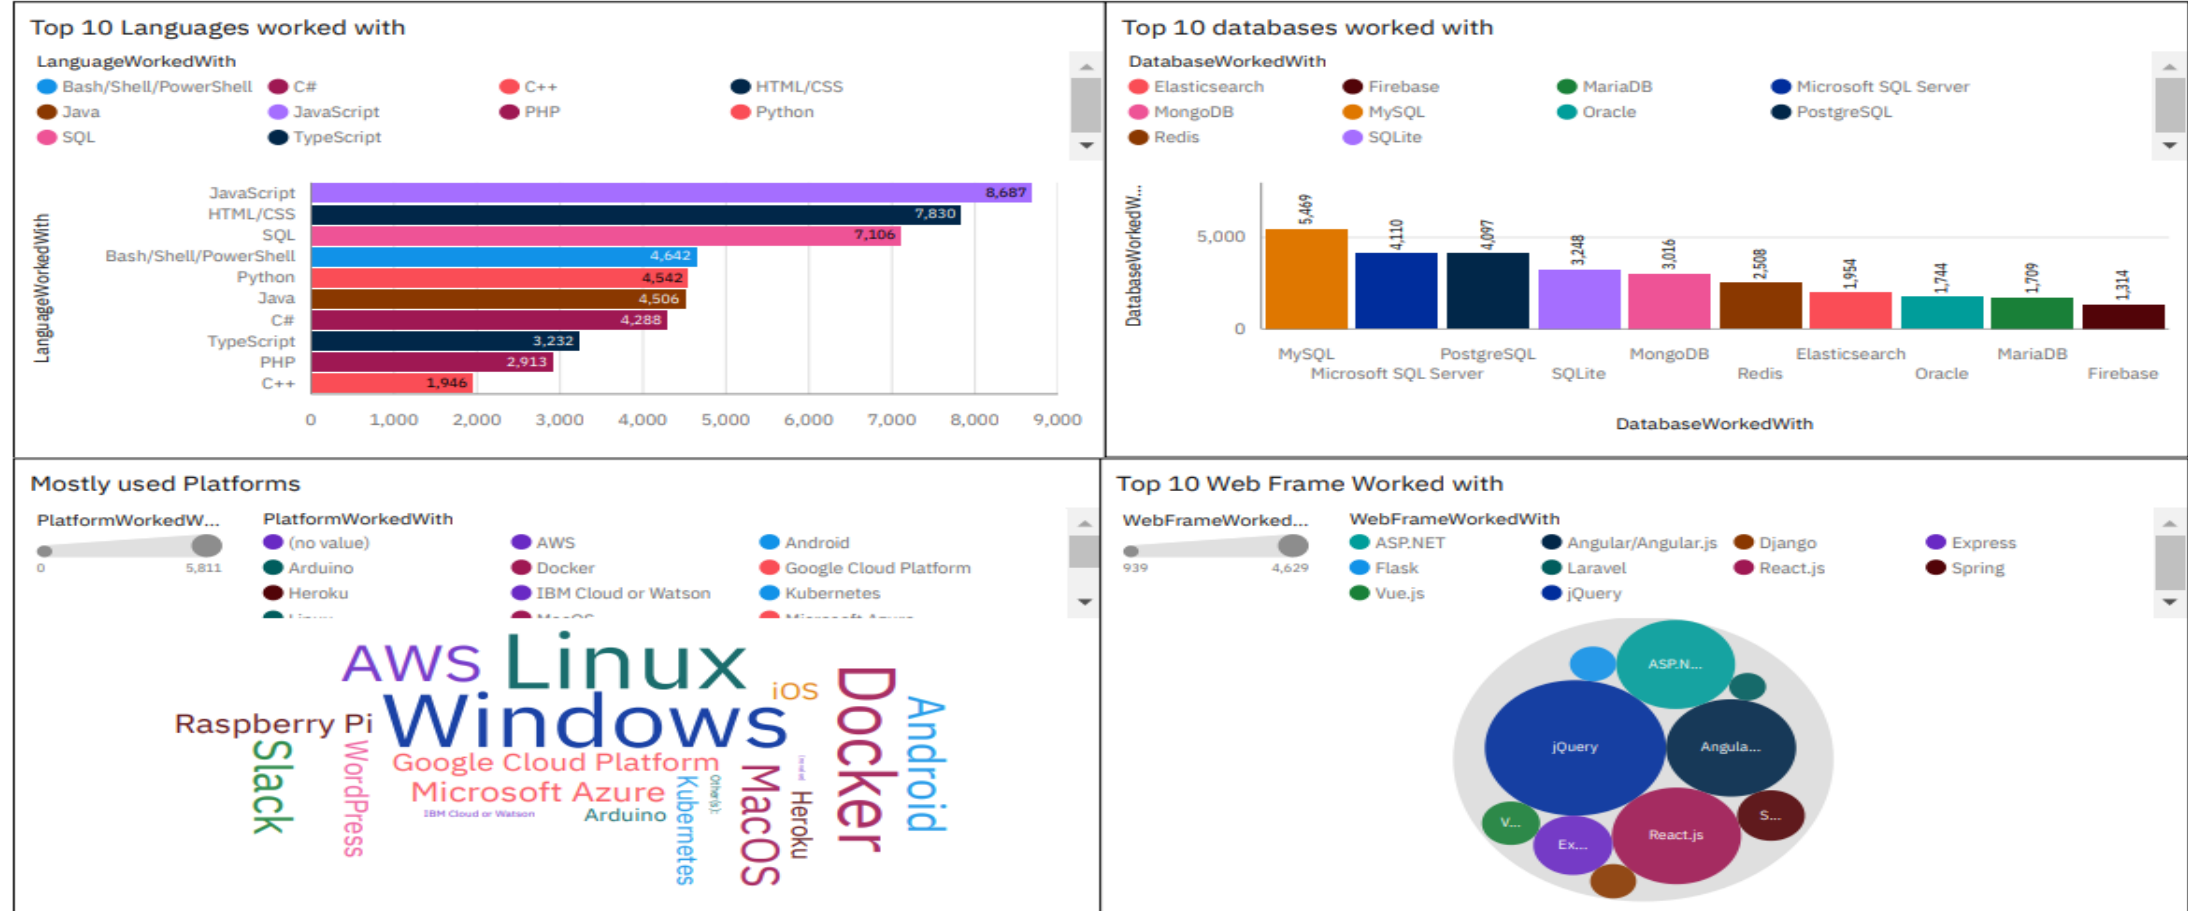 Top 10 Languages worked with
LanguageWorkedWith
Bash/Shell/PowerShell C# C++ HTML/CSS
Java JavaScript PHP Python
SQL TypeScript
LanguageWorkedWith
JavaScript 8,687
HTML/CSS 7,830
SQL 7,106
Bash/Shell/PowerShell 4,642
Python 4,542
Java 4,506
C# 4,288
TypeScript 3,232
PHP 2,913
C++ 1,946
0 1,000 2,000 3,000 4,000 5,000 6,000 7,000 8,000 9,000
Top 10 databases worked with
DatabaseWorkedWith
Elasticsearch Firebase MariaDB Microsoft SQL Server
MongoDB MySQL Oracle PostgreSQL
Redis SQLite
DatabaseWorkedW...
5,000
0
5,469 4,110 4,097 3,248 3,016 2,508 1,954 1,744 1,709 1,314
MySQL PostgreSQL MongoDB Elasticsearch MariaDB
Microsoft SQL Server SQLite Redis Oracle Firebase
DatabaseWorkedWith
Mostly used Platforms
PlatformWorkedW...
0 5,811
PlatformWorkedWith
(no value) AWS Android
Arduino Docker Google Cloud Platform
Heroku IBM Cloud or Watson Kubernetes
Linux MacOS Microsoft Azure
AWS
Linux
iOS
Docker
Android
Raspberry Pi
Windows
Slack
WordPress
Google Cloud Platform
Microsoft Azure
IBM Cloud or Watson
Arduino
Kubernetes
Other(s):
MacOS
Heroku
Top 10 Web Frame Worked with
WebFrameWorked...
939 4,629
WebFrameWorkedWith
ASP.NET Angular/Angular.js Django Express
Flask Laravel React.js Spring
Vue.js jQuery
ASP.N...
jQuery
Angula...
V...
Ex...
React.js
S...